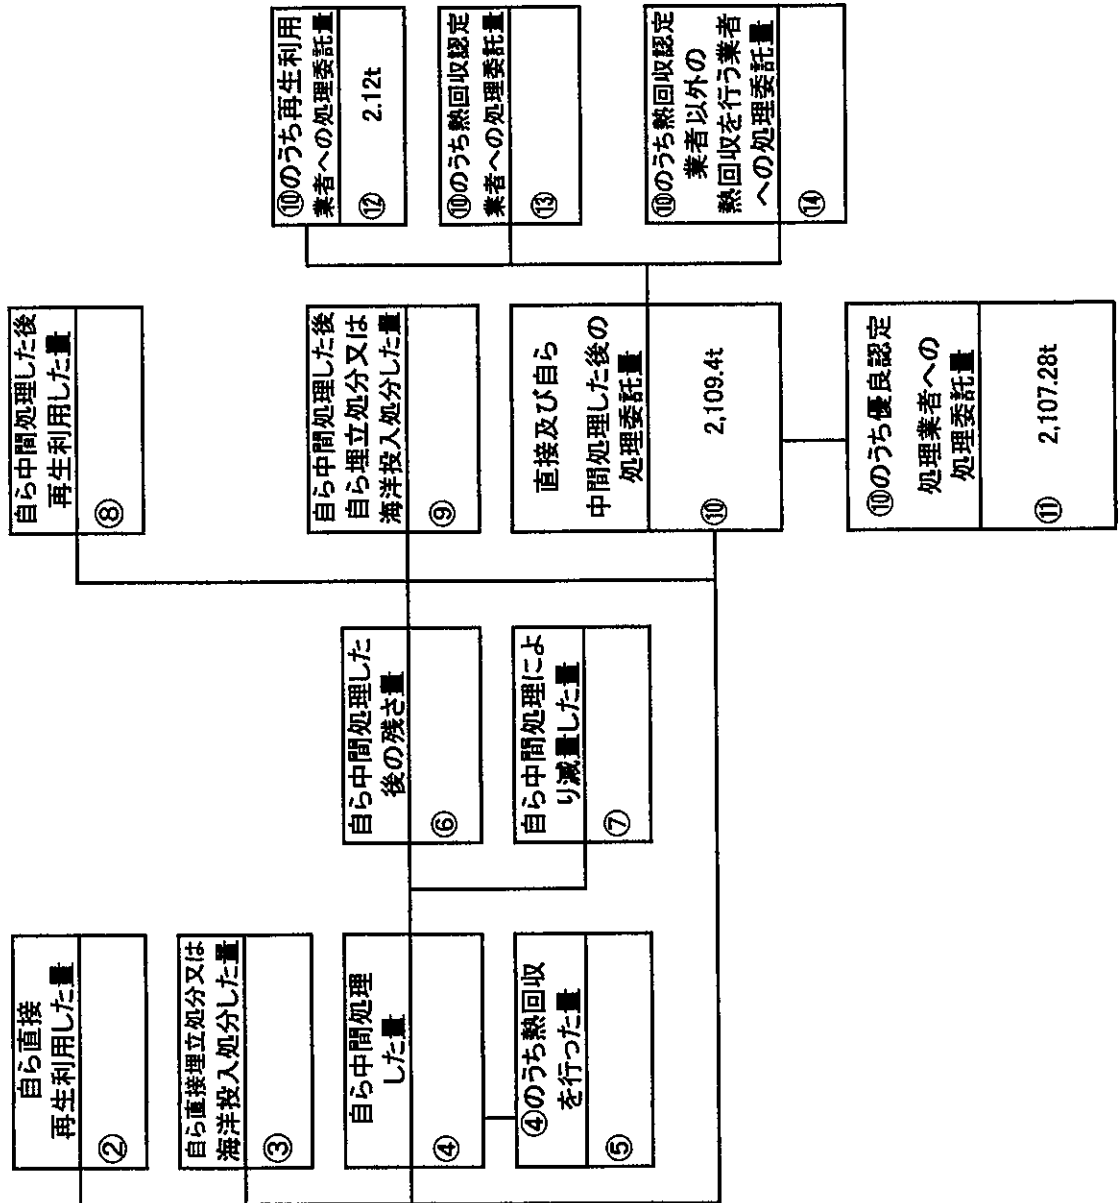 自ら直接
再生利用した量
②
自ら直接埋立処分又は
海洋投入処分した量
③
自ら中間処理
した量
④
④のうち熱回収
を行った量
⑤
自ら中間処理した
後の残さ量
⑥
自ら中間処理によ
り減量した量
⑦
自ら中間処理した後
再生利用した量
⑧
自ら中間処理した後
自ら埋立処分又は
海洋投入処分した量
⑨
直接及び自ら
中間処理した後の
処理委託量
⑩ 2,109.4t
⑩のうち優良認定
処理業者への
処理委託量
⑪ 2,107.28t
⑩のうち再生利用
業者への処理委託量
⑫ 2.12t
⑩のうち熱回収認定
業者への処理委託量
⑬
⑩のうち熱回収認定
業者以外の
熱回収を行う業者
への処理委託量
⑭